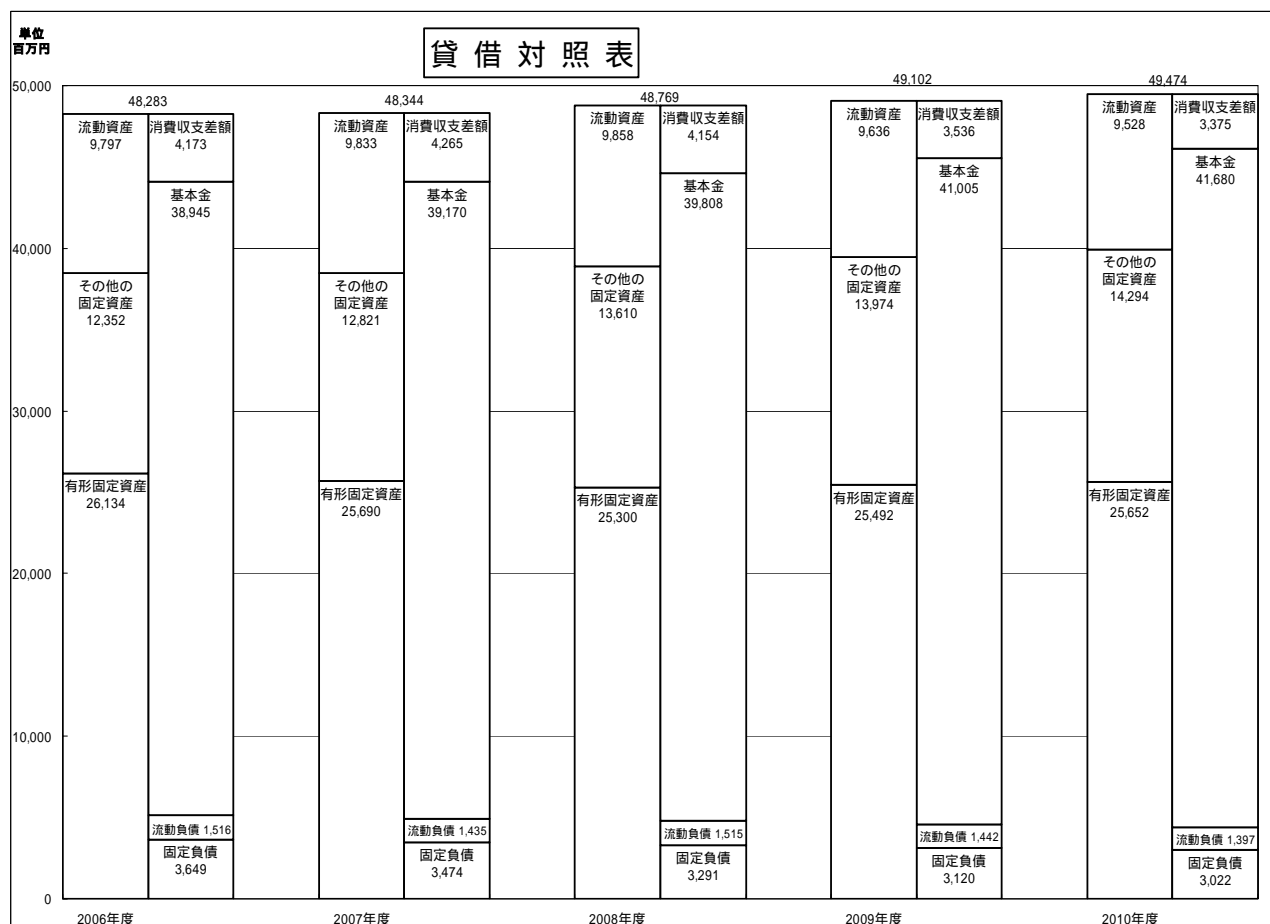 単位
百万円
貸借対照表
50,000
40,000
30,000
20,000
10,000
0
48,283
流動資産
9,797
その他の
固定資産
12,352
有形固定資産
26,134
消費収支差額
4,173
基本金
38,945
流動負債 1,516
固定負債
3,649
2006年度
48,344
流動資産
9,833
その他の
固定資産
12,821
有形固定資産
25,690
消費収支差額
4,265
基本金
39,170
流動負債 1,435
固定負債
3,474
2007年度
48,769
流動資産
9,858
その他の
固定資産
13,610
有形固定資産
25,300
消費収支差額
4,154
基本金
39,808
流動負債 1,515
固定負債
3,291
2008年度
49,102
流動資産
9,636
その他の
固定資産
13,974
有形固定資産
25,492
消費収支差額
3,536
基本金
41,005
流動負債 1,442
固定負債
3,120
2009年度
49,474
流動資産
9,528
その他の
固定資産
14,294
有形固定資産
25,652
消費収支差額
3,375
基本金
41,680
流動負債 1,397
固定負債
3,022
2010年度